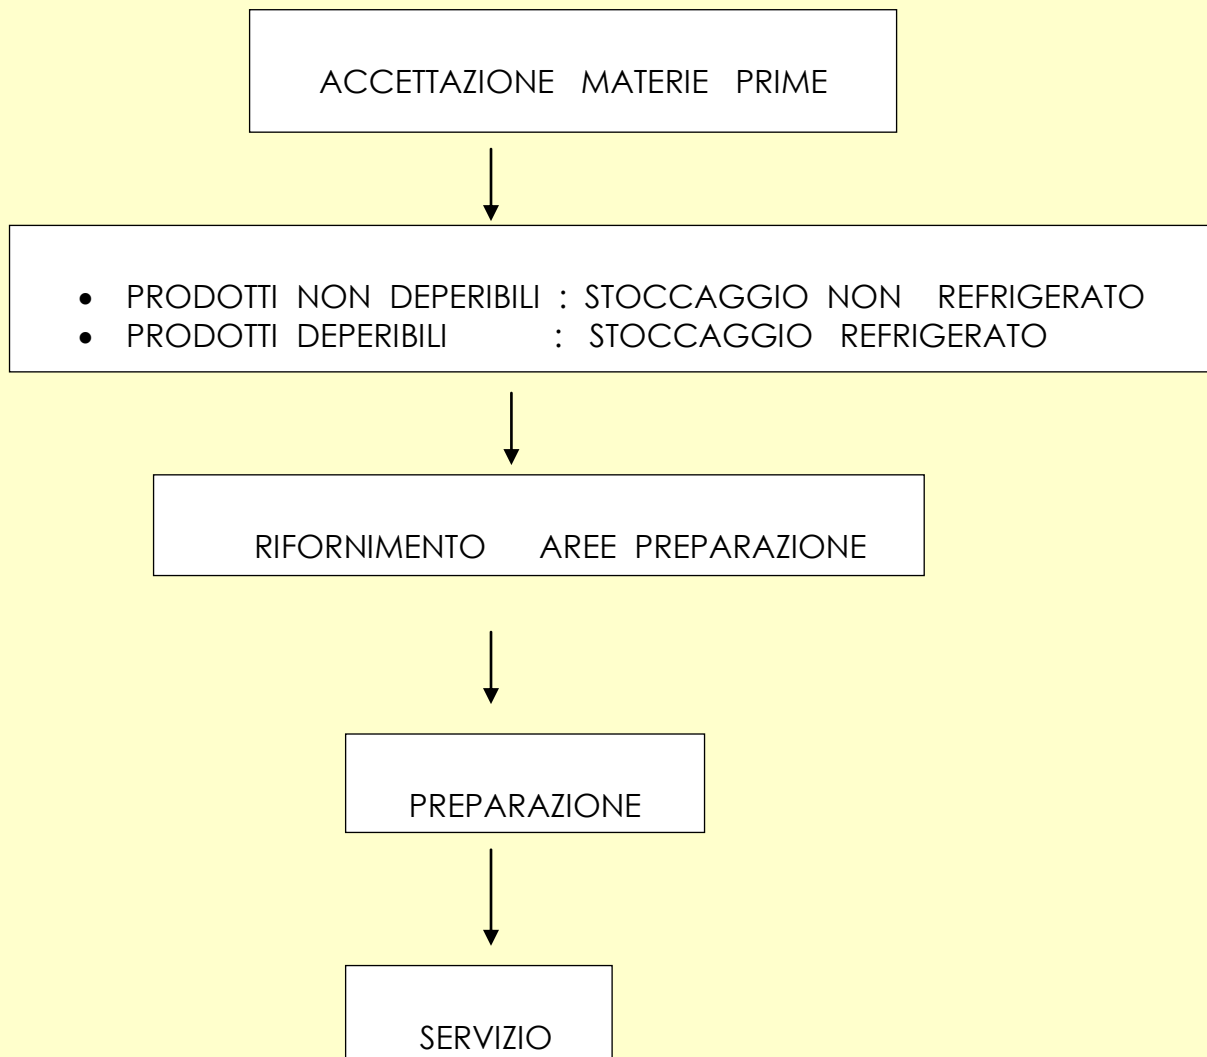 ACCETTAZIONE MATERIE PRIME
• PRODOTTI NON DEPERIBILI : STOCCAGGIO NON REFRIGERATO
• PRODOTTI DEPERIBILI : STOCCAGGIO REFRIGERATO
RIFORNIMENTO AREE PREPARAZIONE
PREPARAZIONE
SERVIZIO